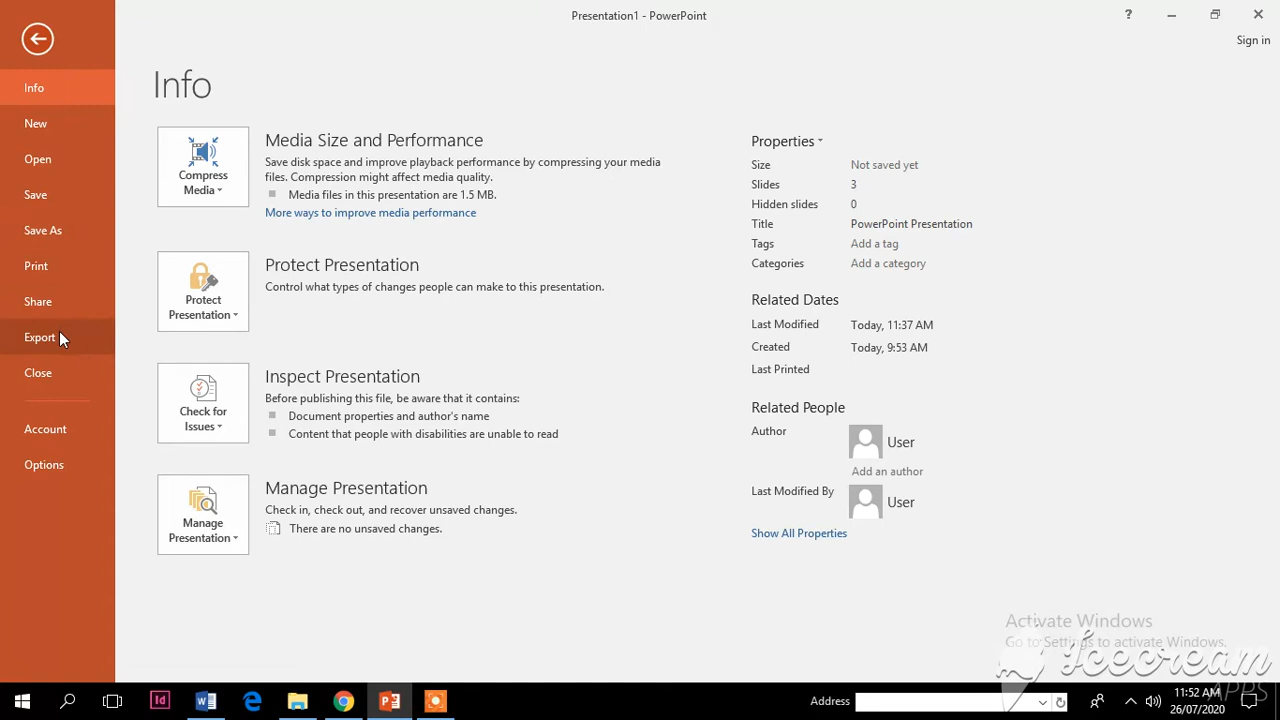 Presentation1 - PowerPoint
?
Sign in
Info
New
Open
Save
Save As
Print
Share
Export
Close
Account
Options
Info
Compress
Media
Media Size and Performance
Save disk space and improve playback performance by compressing your media
files. Compression might affect media quality.
Media files in this presentation are 1.5 MB.
More ways to improve media performance
Protect
Presentation
Protect Presentation
Control what types of changes people can make to this presentation.
Check for
Issues
Inspect Presentation
Before publishing this file, be aware that it contains:
Document properties and author's name
Content that people with disabilities are unable to read
Manage
Presentation
Manage Presentation
Check in, check out, and recover unsaved changes.
There are no unsaved changes.
Properties
Size Not saved yet
Slides 3
Hidden slides 0
Title PowerPoint Presentation
Tags Add a tag
Categories Add a category
Related Dates
Last Modified Today, 11:37 AM
Created Today, 9:53 AM
Last Printed
Related People
Author User
Add an author
Last Modified By User
Show All Properties
Activate Windows
Go to Settings to activate Windows.
Icecream
APPS
Id
Address
11:52 AM
26/07/2020